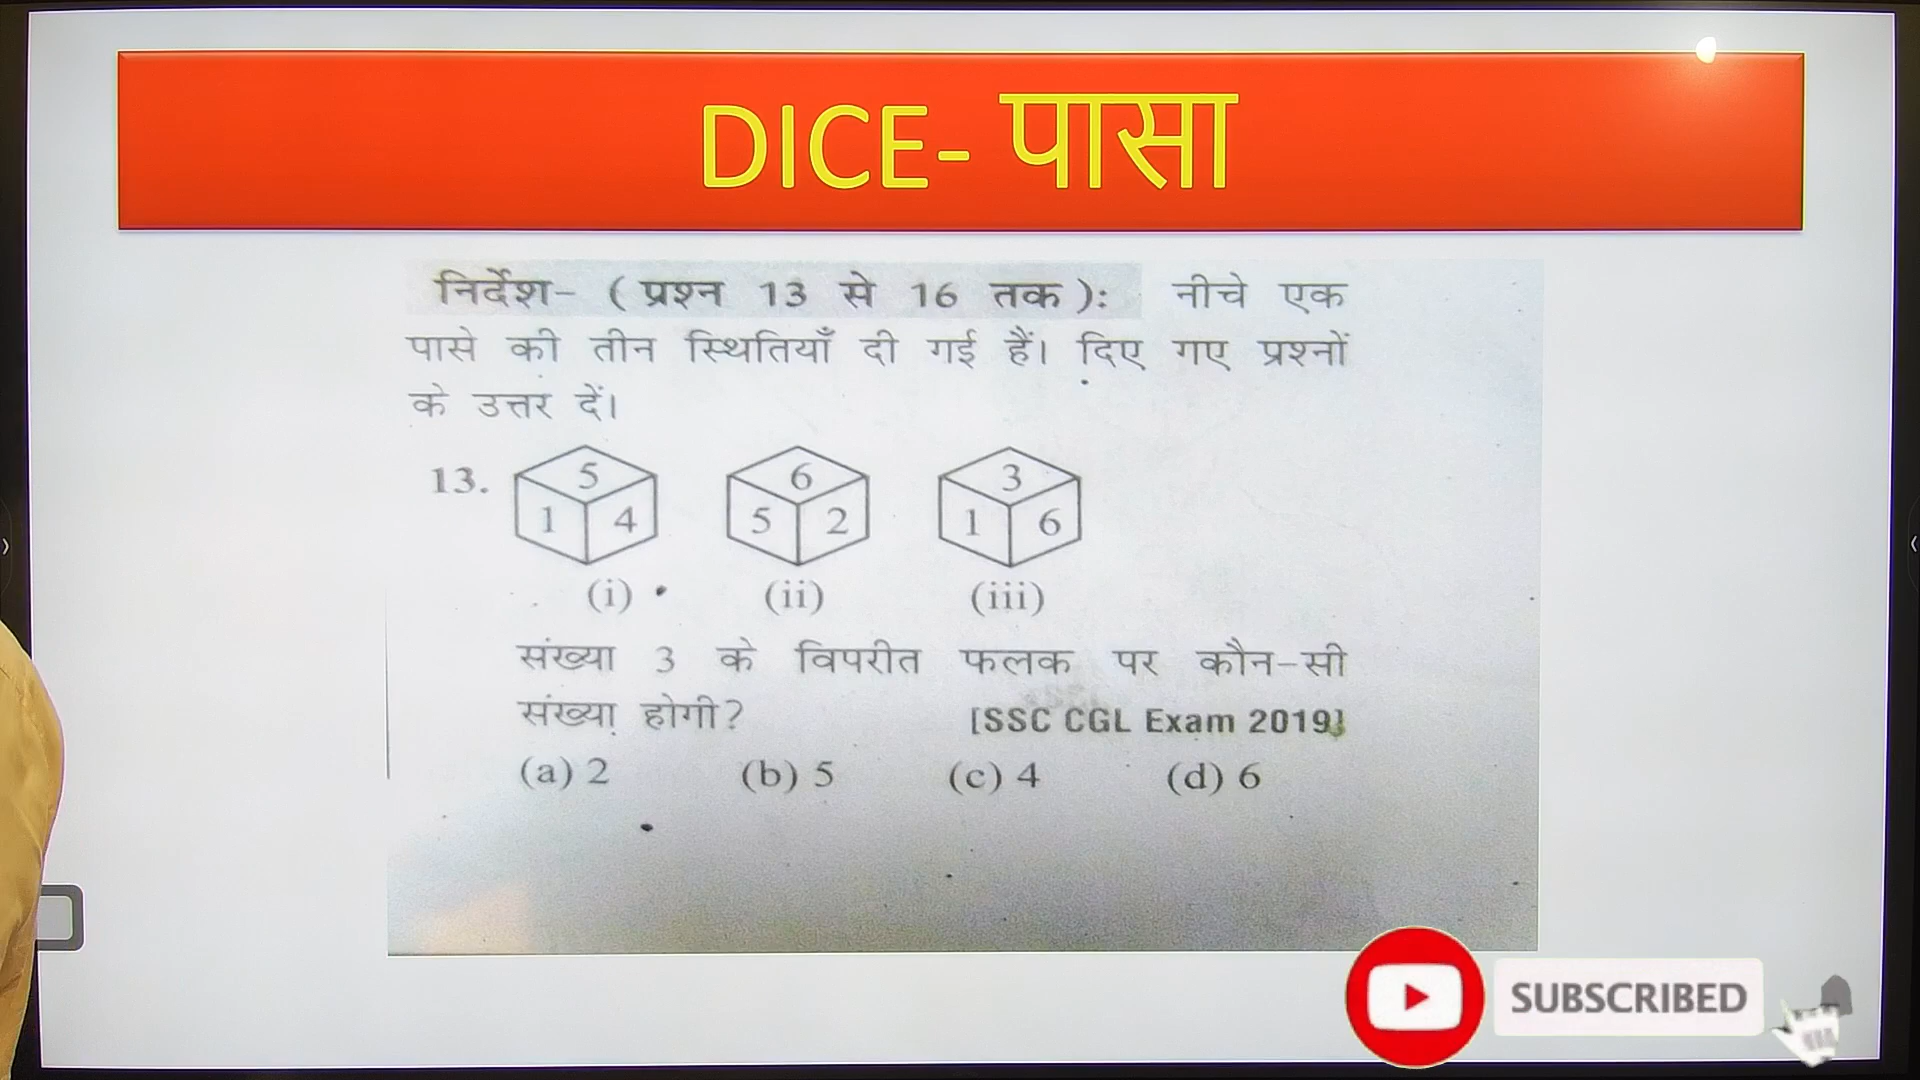 DICE- पासा
निर्देश- ( प्रश्न 13 से 16 तक ): नीचे एक
पासे की तीन स्थितियाँ दी गई हैं। दिए गए प्रश्नों
के उत्तर दें।
13. 5 1 4 6 5 2 3 1 6
(i) (ii) (iii)
संख्या 3 के विपरीत फलक पर कौन-सी
संख्या होगी? [SSC CGL Exam 2019]
(a) 2 (b) 5 (c) 4 (d) 6
SUBSCRIBED